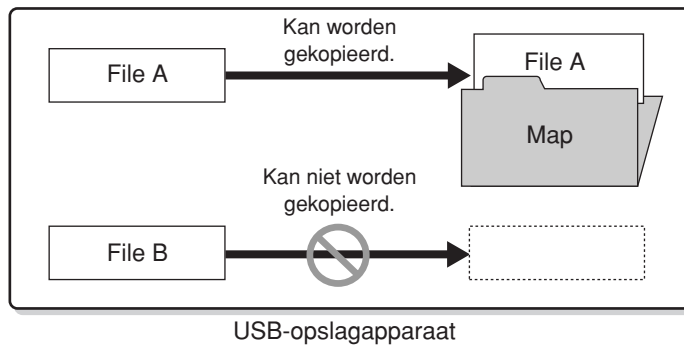 Kan worden
gekopieerd.
File A
File A
Map
Kan niet worden
gekopieerd.
File B
USB-opslagapparaat